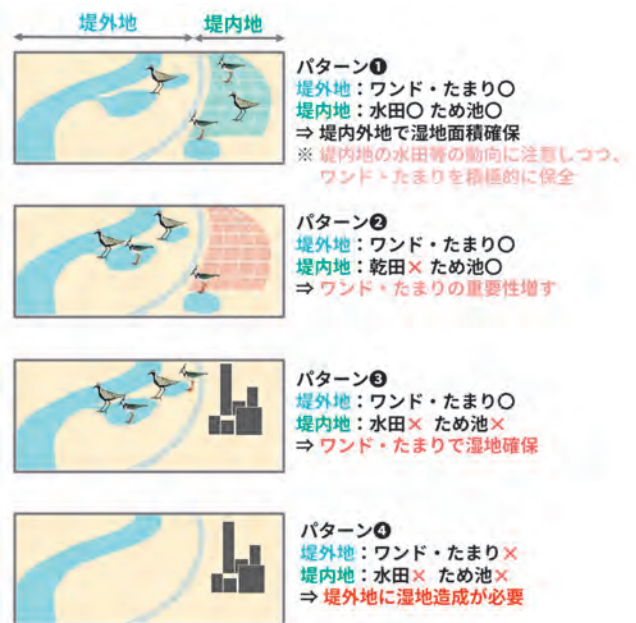 堤外地 堤内地
パターン❶
堤外地：ワンド・たまり〇
堤内地：水田〇 ため池〇
⇒ 堤内外地で湿地面積確保
※ 堤内地の水田等の動向に注意しつつ、
ワンド・たまりを積極的に保全
パターン❷
堤外地：ワンド・たまり〇
堤内地：乾田× ため池〇
⇒ ワンド・たまりの重要性増す
パターン❸
堤外地：ワンド・たまり〇
堤内地：水田× ため池×
⇒ ワンド・たまりで湿地確保
パターン❹
堤外地：ワンド・たまり×
堤内地：水田× ため池×
⇒ 堤外地に湿地造成が必要